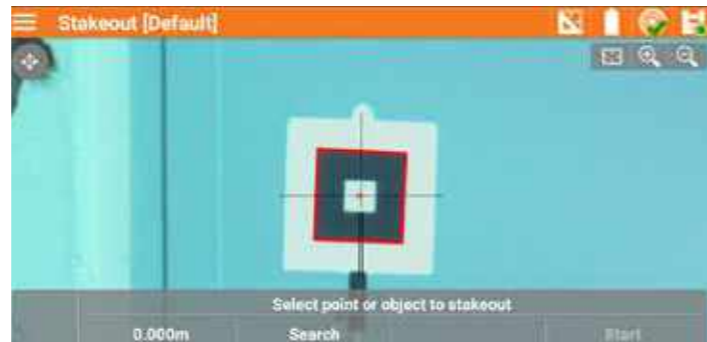 Stakeout [Default]
Select point or object to stakeout
0.000m Search Start